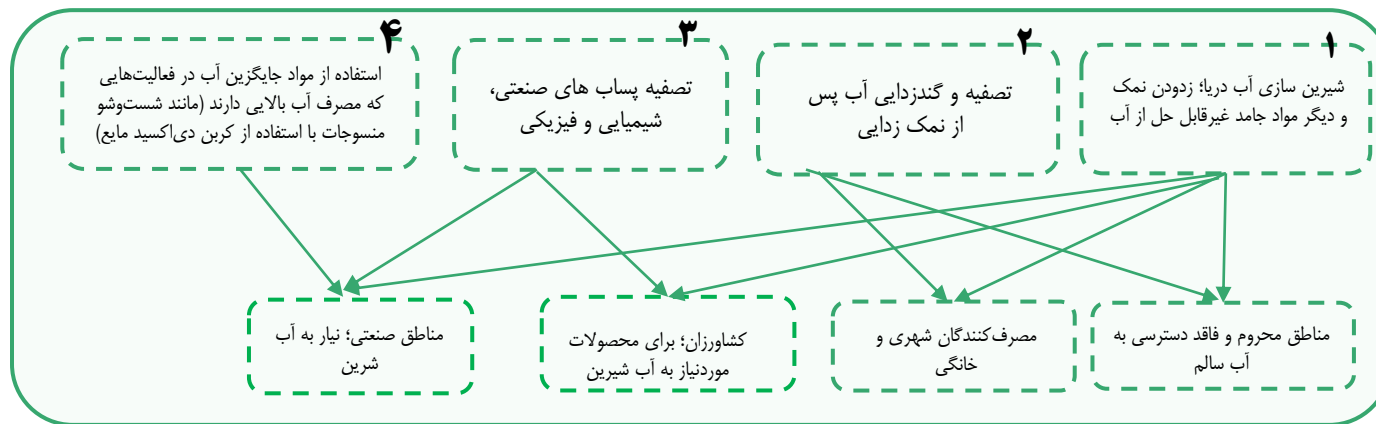 ۱
شیرین سازی آب دریا؛ زدودن نمک
و دیگر مواد جامد غیرقابل حل از آب
۲
تصفیه و گندزدایی آب پس
از نمک زدایی
۳
تصفیه پساب های صنعتی،
شیمیایی و فیزیکی
۴
استفاده از مواد جایگزین آب در فعالیت‌هایی
که مصرف آب بالایی دارند (مانند شست‌وشو
منسوجات با استفاده از کربن دی‌اکسید مایع)
مناطق محروم و فاقد دسترسی به
آب سالم
مصرف‌کنندگان شهری و
خانگی
کشاورزان؛ برای محصولات
موردنیاز به آب شیرین
مناطق صنعتی؛ نیار به آب
شرین